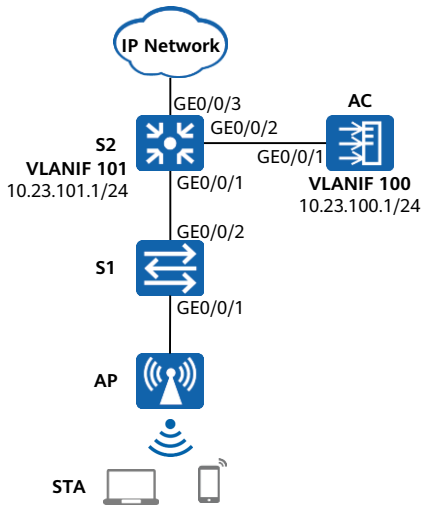 IP Network
GE0/0/3
AC
S2
GE0/0/2
GE0/0/1
VLANIF 101
10.23.101.1/24
GE0/0/1
VLANIF 100
10.23.100.1/24
GE0/0/2
S1
GE0/0/1
AP
STA